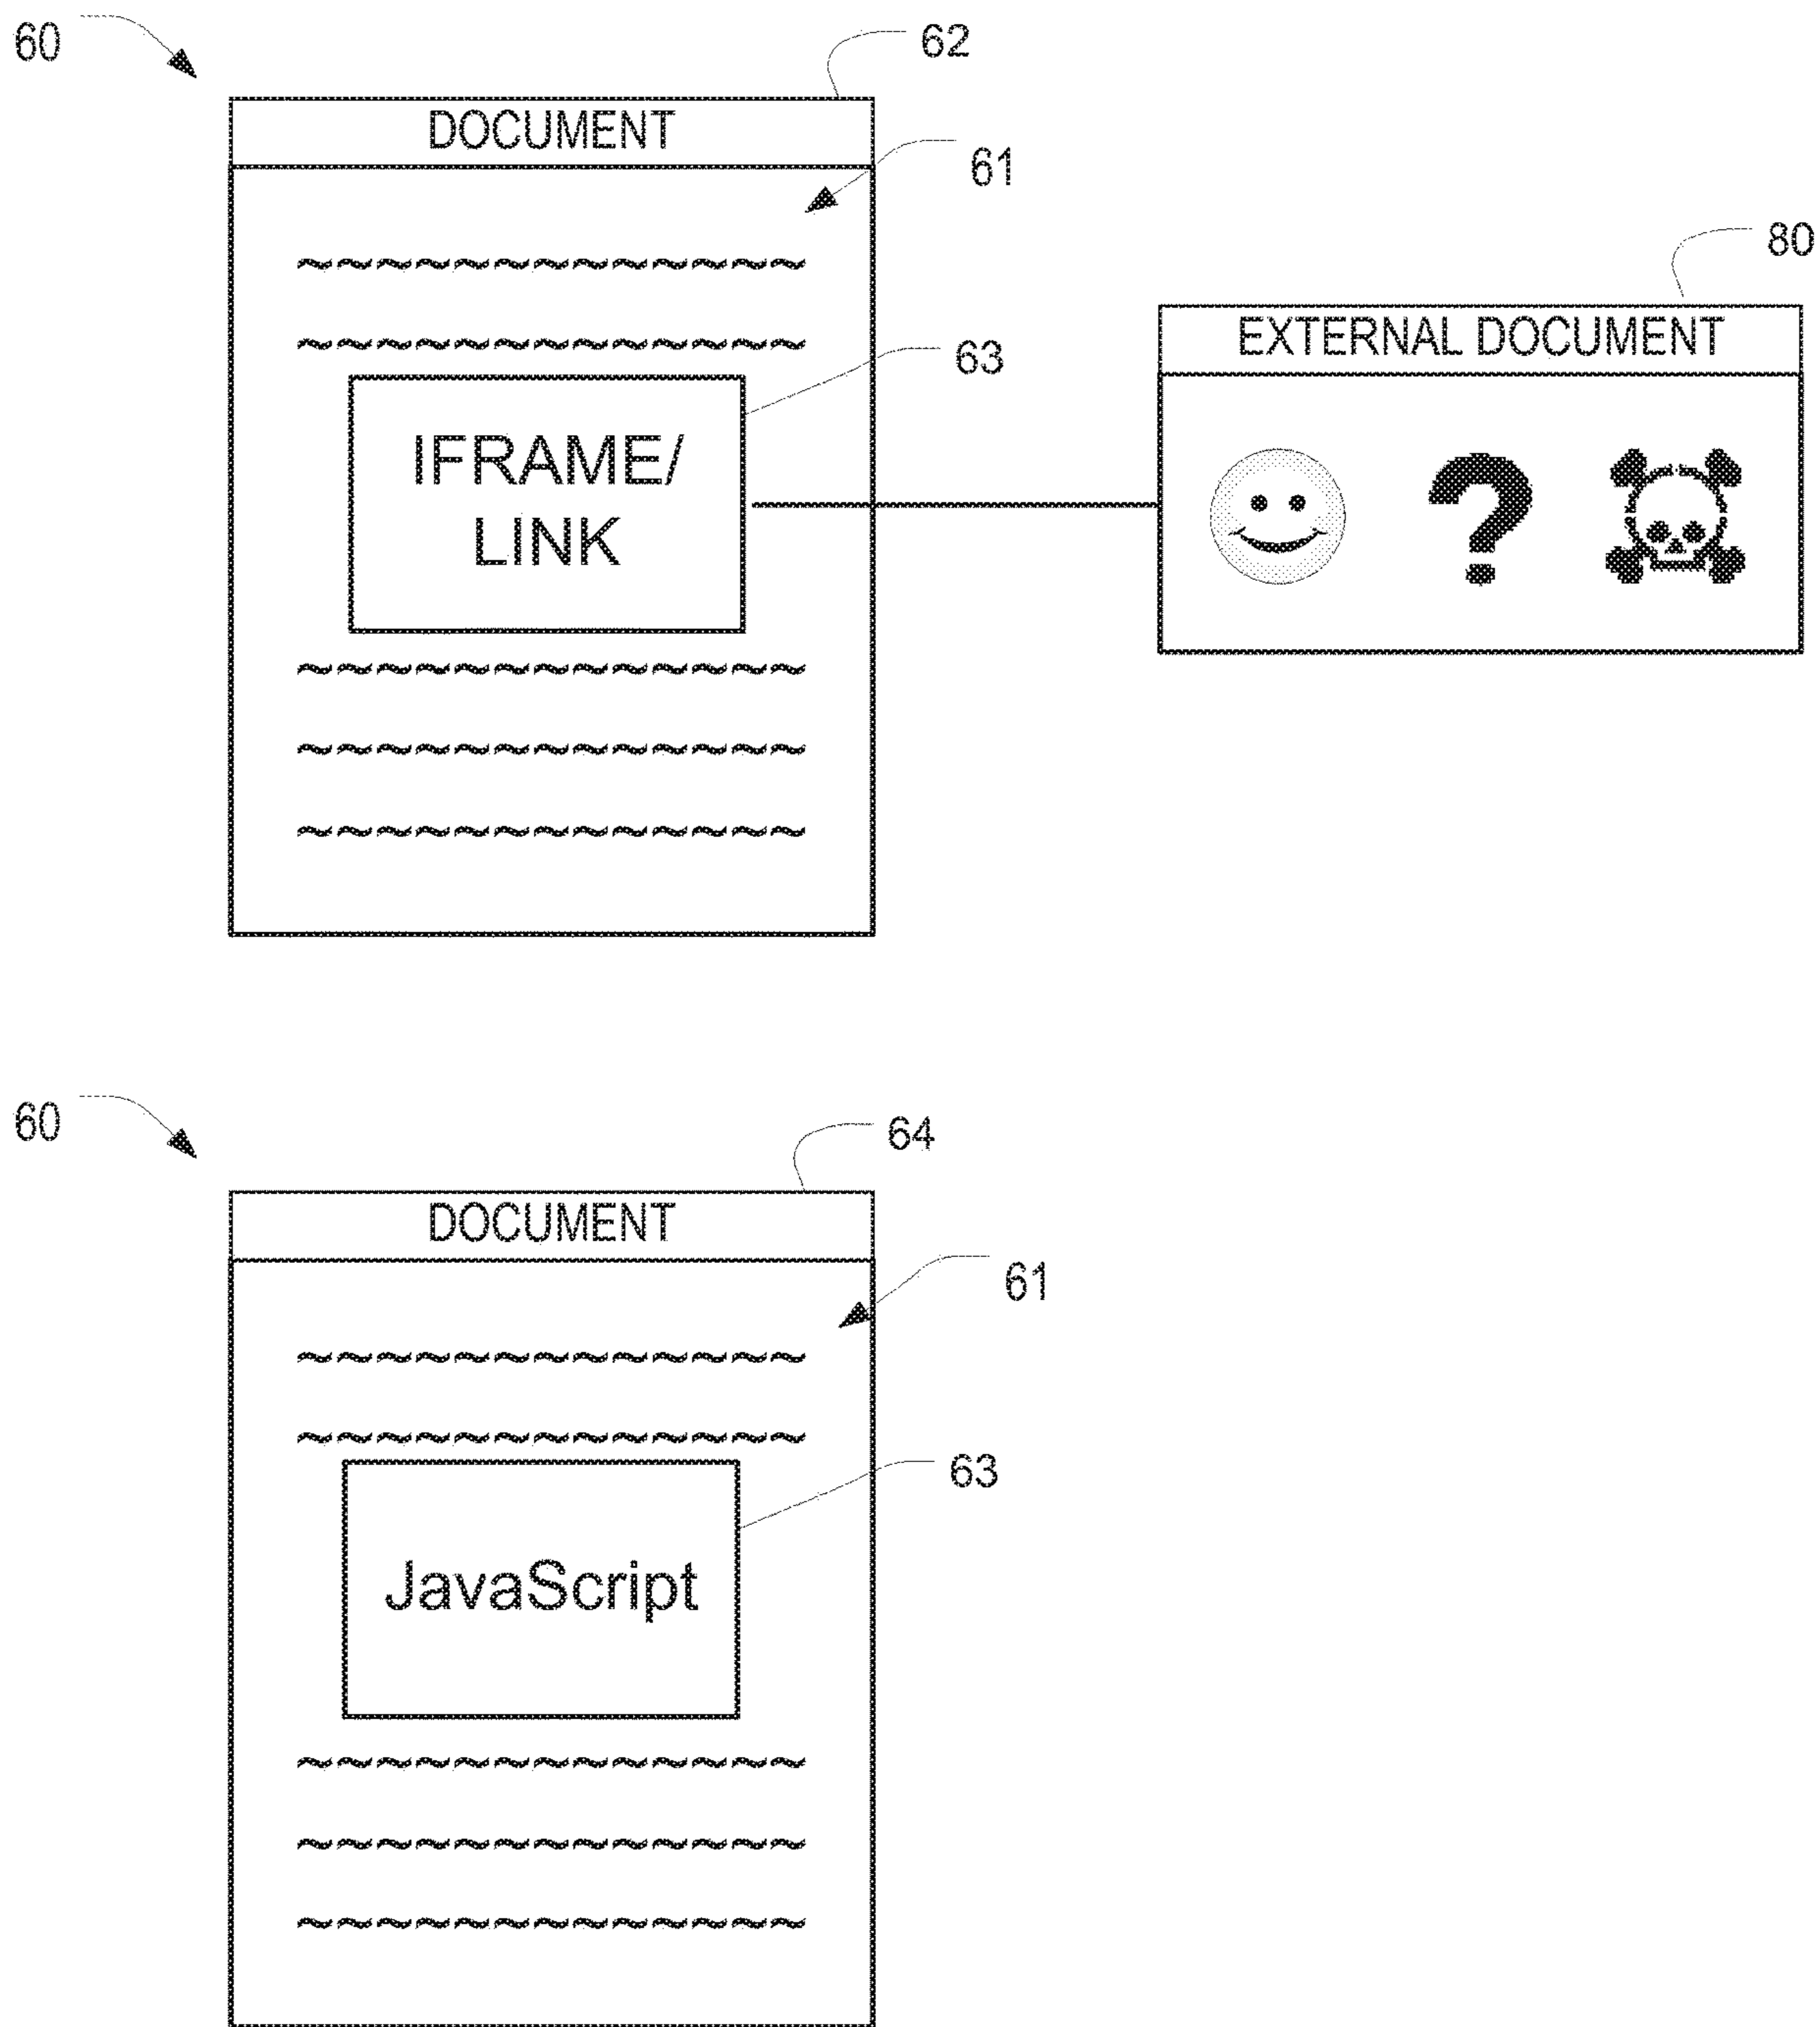 60
62
DOCUMENT
61
80
EXTERNAL DOCUMENT
63
IFRAME/
LINK
?
60
64
DOCUMENT
61
63
JavaScript